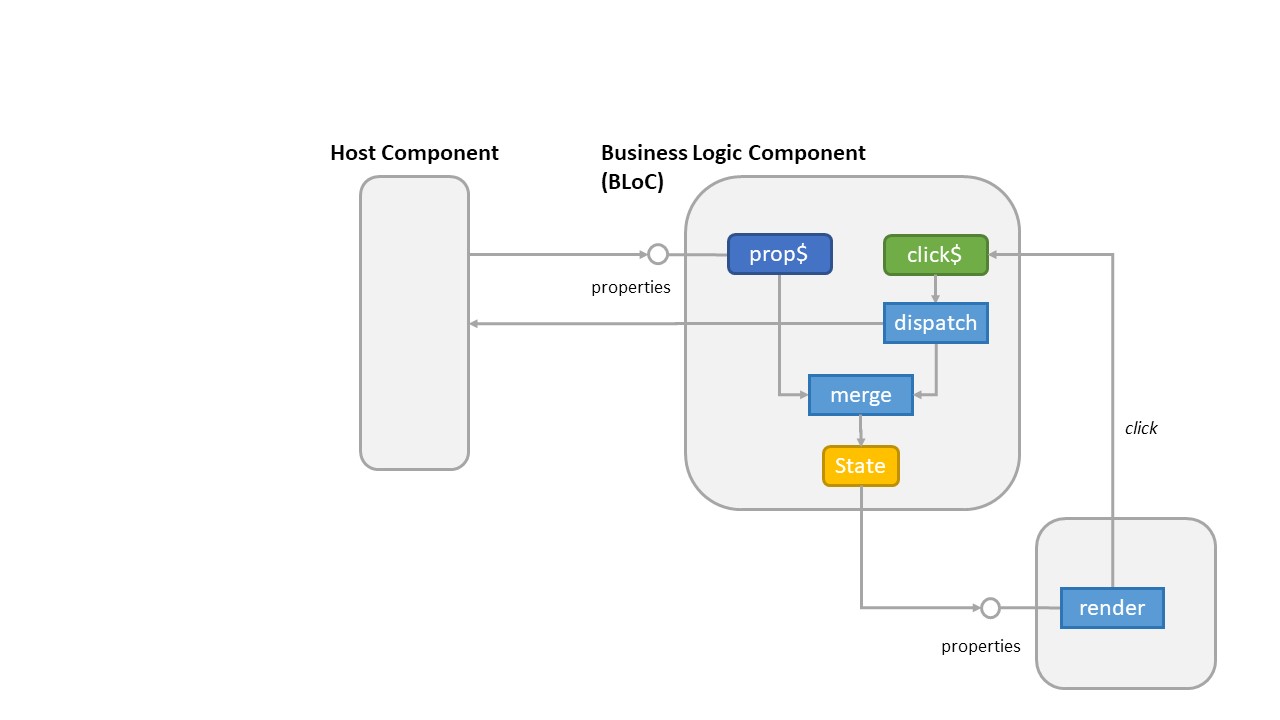 Host Component
Business Logic Component
(BLoC)
prop$
click$
properties
dispatch
merge
click
State
render
properties